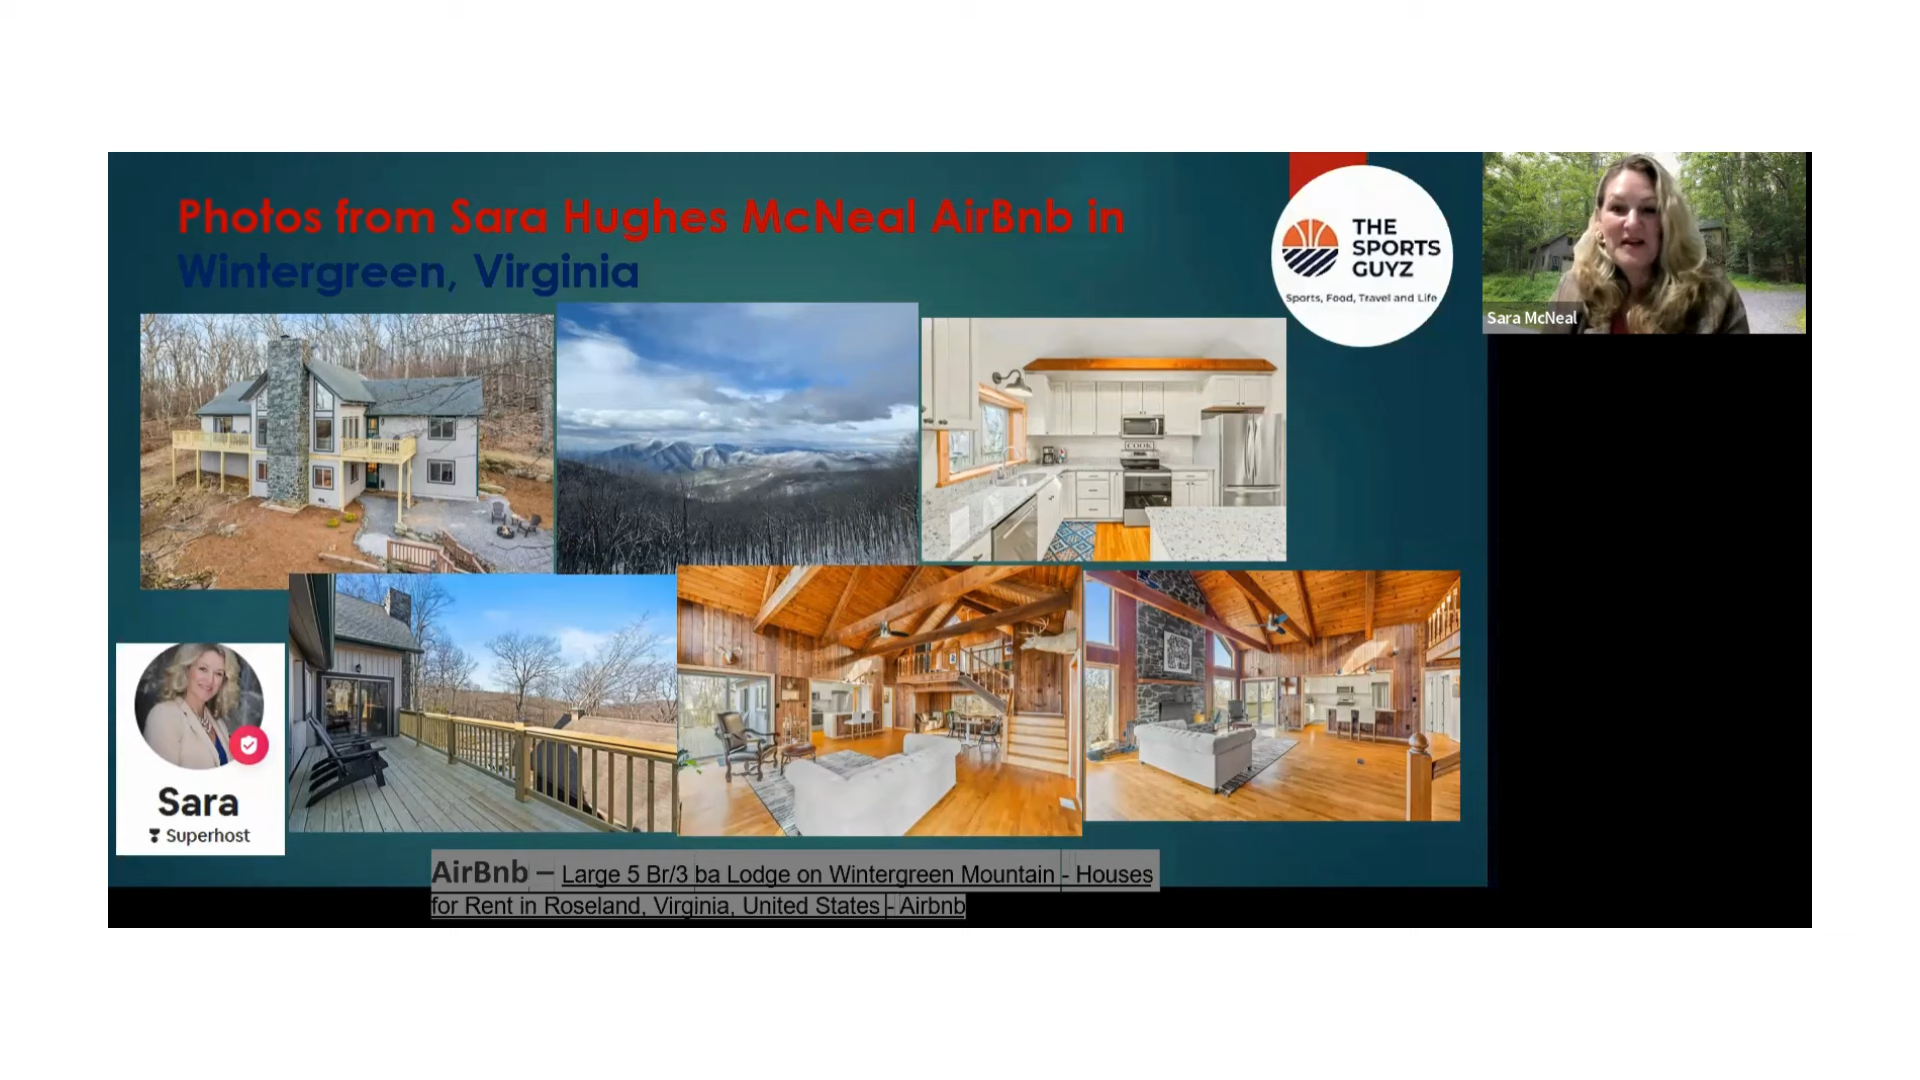 Photos from Sara Hughes McNeal AirBnb in
Wintergreen, Virginia
THE
SPORTS
GUYZ
Sports, Food, Travel and Life
Sara McNeal
COOK
Sara
Superhost
AirBnb – Large 5 Br/3 ba Lodge on Wintergreen Mountain - Houses
for Rent in Roseland, Virginia, United States - Airbnb